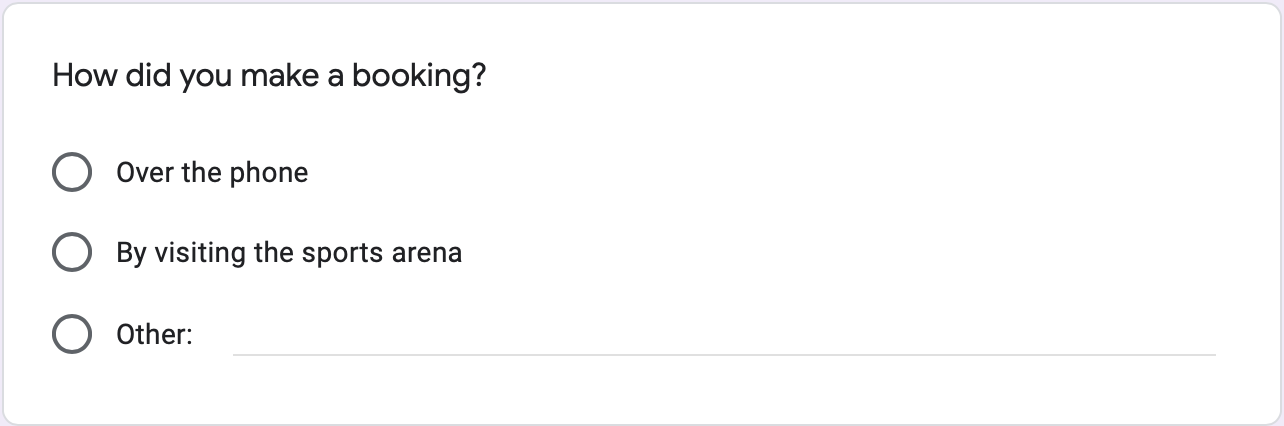 How did you make a booking?
Over the phone
By visiting the sports arena
Other: